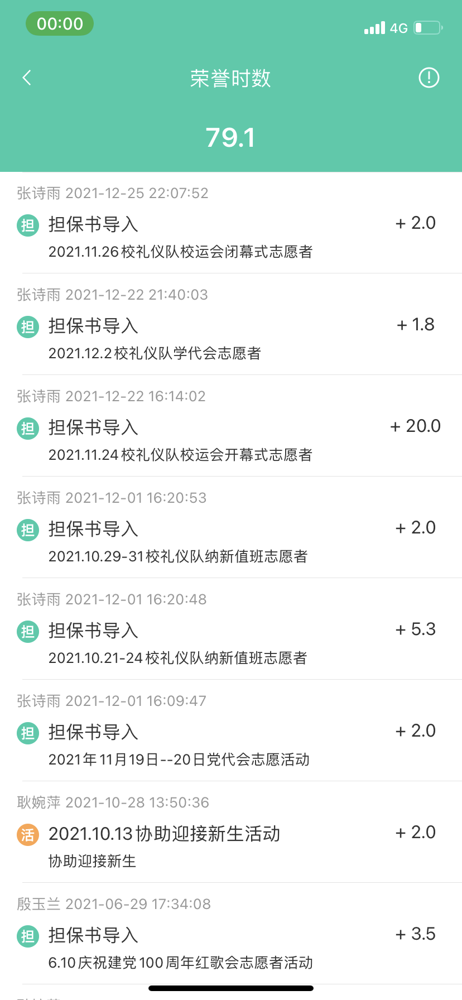 00:00
4G
荣誉时数
79.1
张诗雨 2021-12-25 22:07:52
担 担保书导入 + 2.0
2021.11.26校礼仪队校运会闭幕式志愿者
张诗雨 2021-12-22 21:40:03
担 担保书导入 + 1.8
2021.12.2校礼仪队学代会志愿者
张诗雨 2021-12-22 16:14:02
担 担保书导入 + 20.0
2021.11.24校礼仪队校运会开幕式志愿者
张诗雨 2021-12-01 16:20:53
担 担保书导入 + 2.0
2021.10.29-31校礼仪队纳新值班志愿者
张诗雨 2021-12-01 16:20:48
担 担保书导入 + 5.3
2021.10.21-24校礼仪队纳新值班志愿者
张诗雨 2021-12-01 16:09:47
担 担保书导入 + 2.0
2021年11月19日--20日党代会志愿活动
耿婉萍 2021-10-28 13:50:36
活 2021.10.13协助迎接新生活动 + 2.0
协助迎接新生
殷玉兰 2021-06-29 17:34:08
担 担保书导入 + 3.5
6.10庆祝建党100周年红歌会志愿者活动